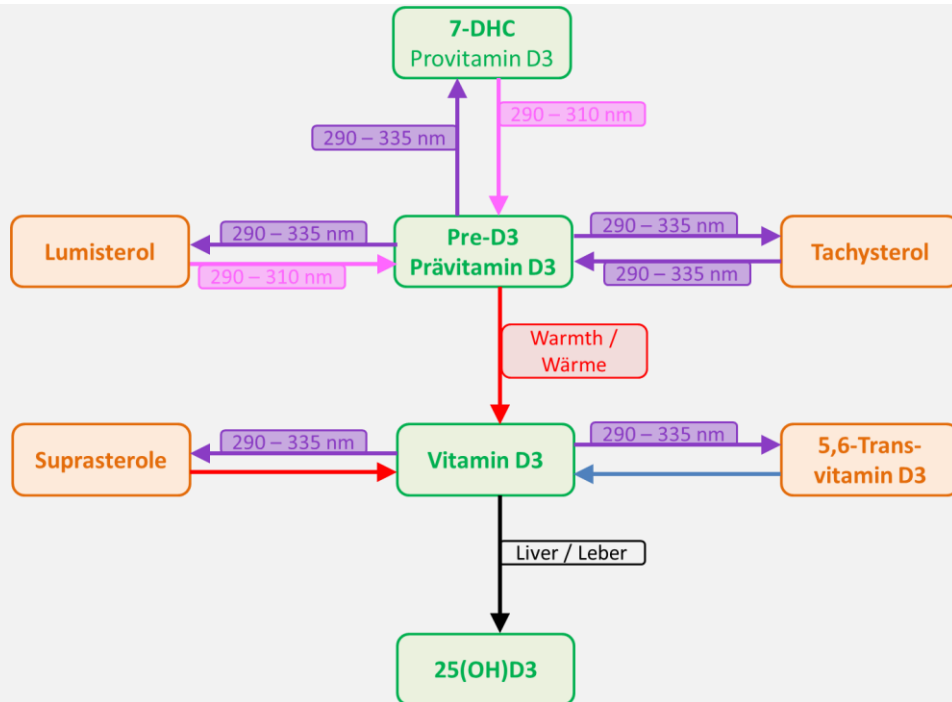 7-DHC
Provitamin D3
290 – 310 nm
290 – 335 nm
290 – 335 nm
290 – 335 nm
Lumisterol
Pre-D3
Prävitamin D3
Tachysterol
290 – 310 nm
290 – 335 nm
Warmth /
Wärme
290 – 335 nm
290 – 335 nm
Suprasterole
Vitamin D3
5,6-Trans-
vitamin D3
Liver / Leber
25(OH)D3